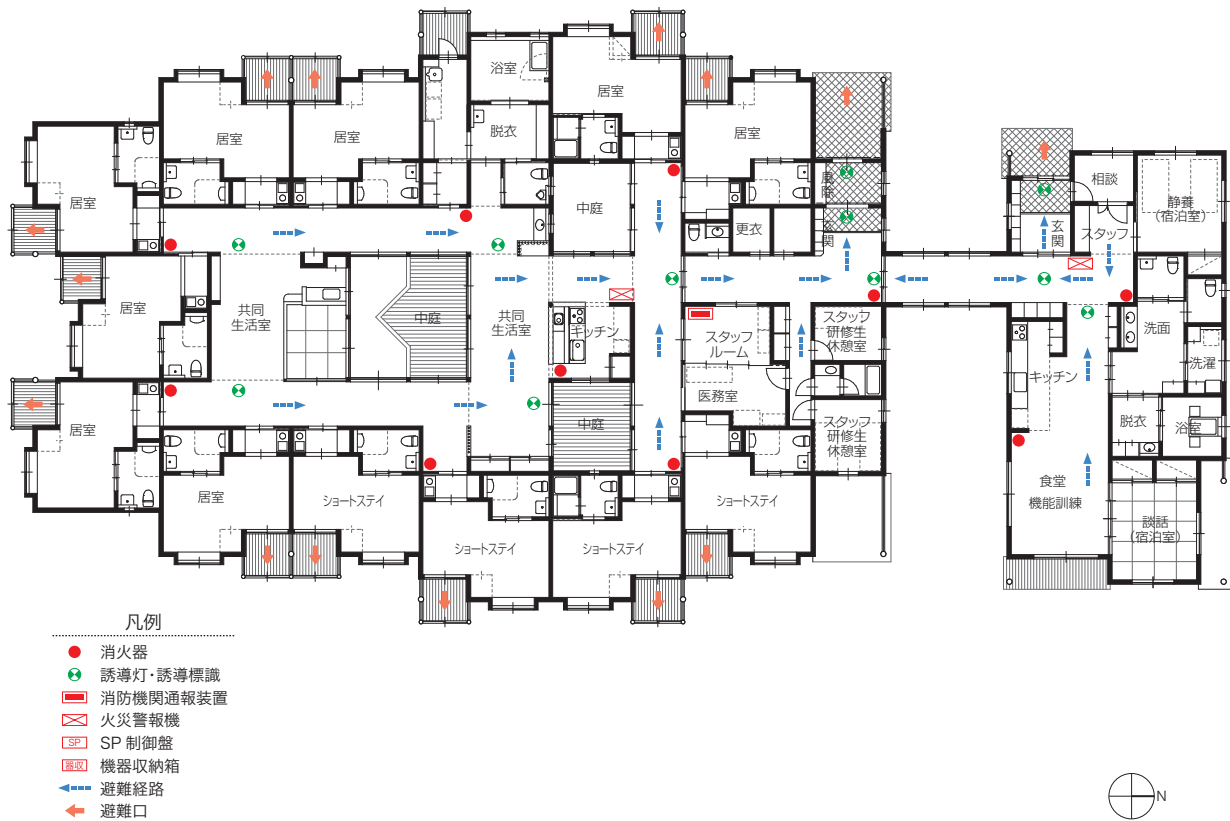 浴室
居室
居室
居室
脱衣
居室
居室
中庭
更衣
風除
玄関
相談
静養
(宿泊室)
玄関
スタッフ
居室
共同
生活室
中庭
共同
生活室
キッチン
スタッフ
ルーム
スタッフ
研修生
休憩室
洗面
洗濯
キッチン
医務室
居室
中庭
スタッフ
研修生
休憩室
脱衣
浴室
居室
ショートステイ
ショートステイ
食堂
機能訓練
談話
(宿泊室)
ショートステイ
ショートステイ
凡例
消火器
誘導灯・誘導標識
消防機関通報装置
火災警報機
SP SP 制御盤
器収 機器収納箱
避難経路
避難口
N